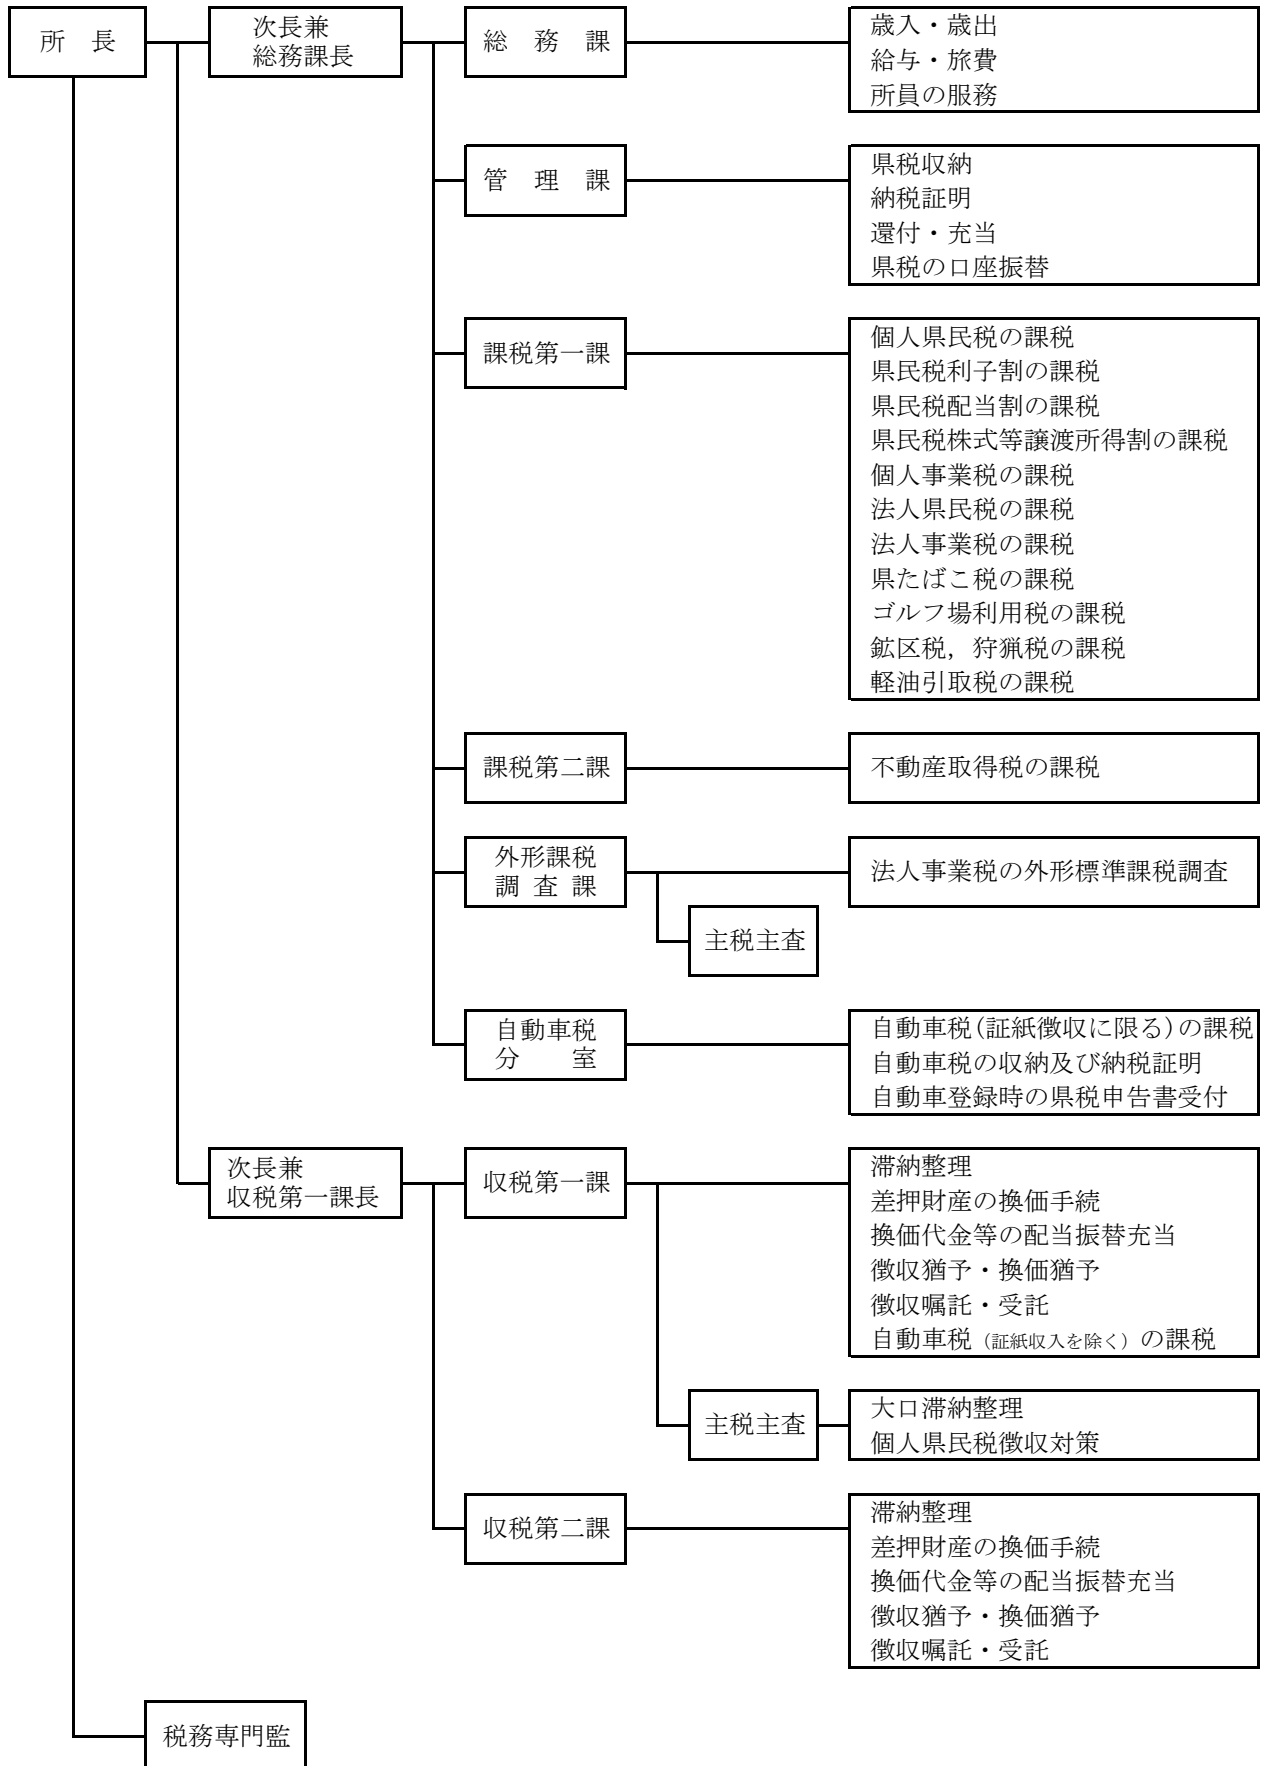 所　長
次長兼
総務課長
総　務　課
歳入・歳出
給与・旅費
所員の服務
管　理　課
県税収納
納税証明
還付・充当
県税の口座振替
課税第一課
個人県民税の課税
県民税利子割の課税
県民税配当割の課税
県民税株式等譲渡所得割の課税
個人事業税の課税
法人県民税の課税
法人事業税の課税
県たばこ税の課税
ゴルフ場利用税の課税
鉱区税，狩猟税の課税
軽油引取税の課税
課税第二課
不動産取得税の課税
外形課税
調 査 課
法人事業税の外形標準課税調査
主税主査
自動車税
分　　室
自動車税(証紙徴収に限る)の課税
自動車税の収納及び納税証明
自動車登録時の県税申告書受付
次長兼
収税第一課長
収税第一課
滞納整理
差押財産の換価手続
換価代金等の配当振替充当
徴収猶予・換価猶予
徴収嘱託・受託
自動車税（証紙収入を除く）の課税
主税主査
大口滞納整理
個人県民税徴収対策
収税第二課
滞納整理
差押財産の換価手続
換価代金等の配当振替充当
徴収猶予・換価猶予
徴収嘱託・受託
税務専門監